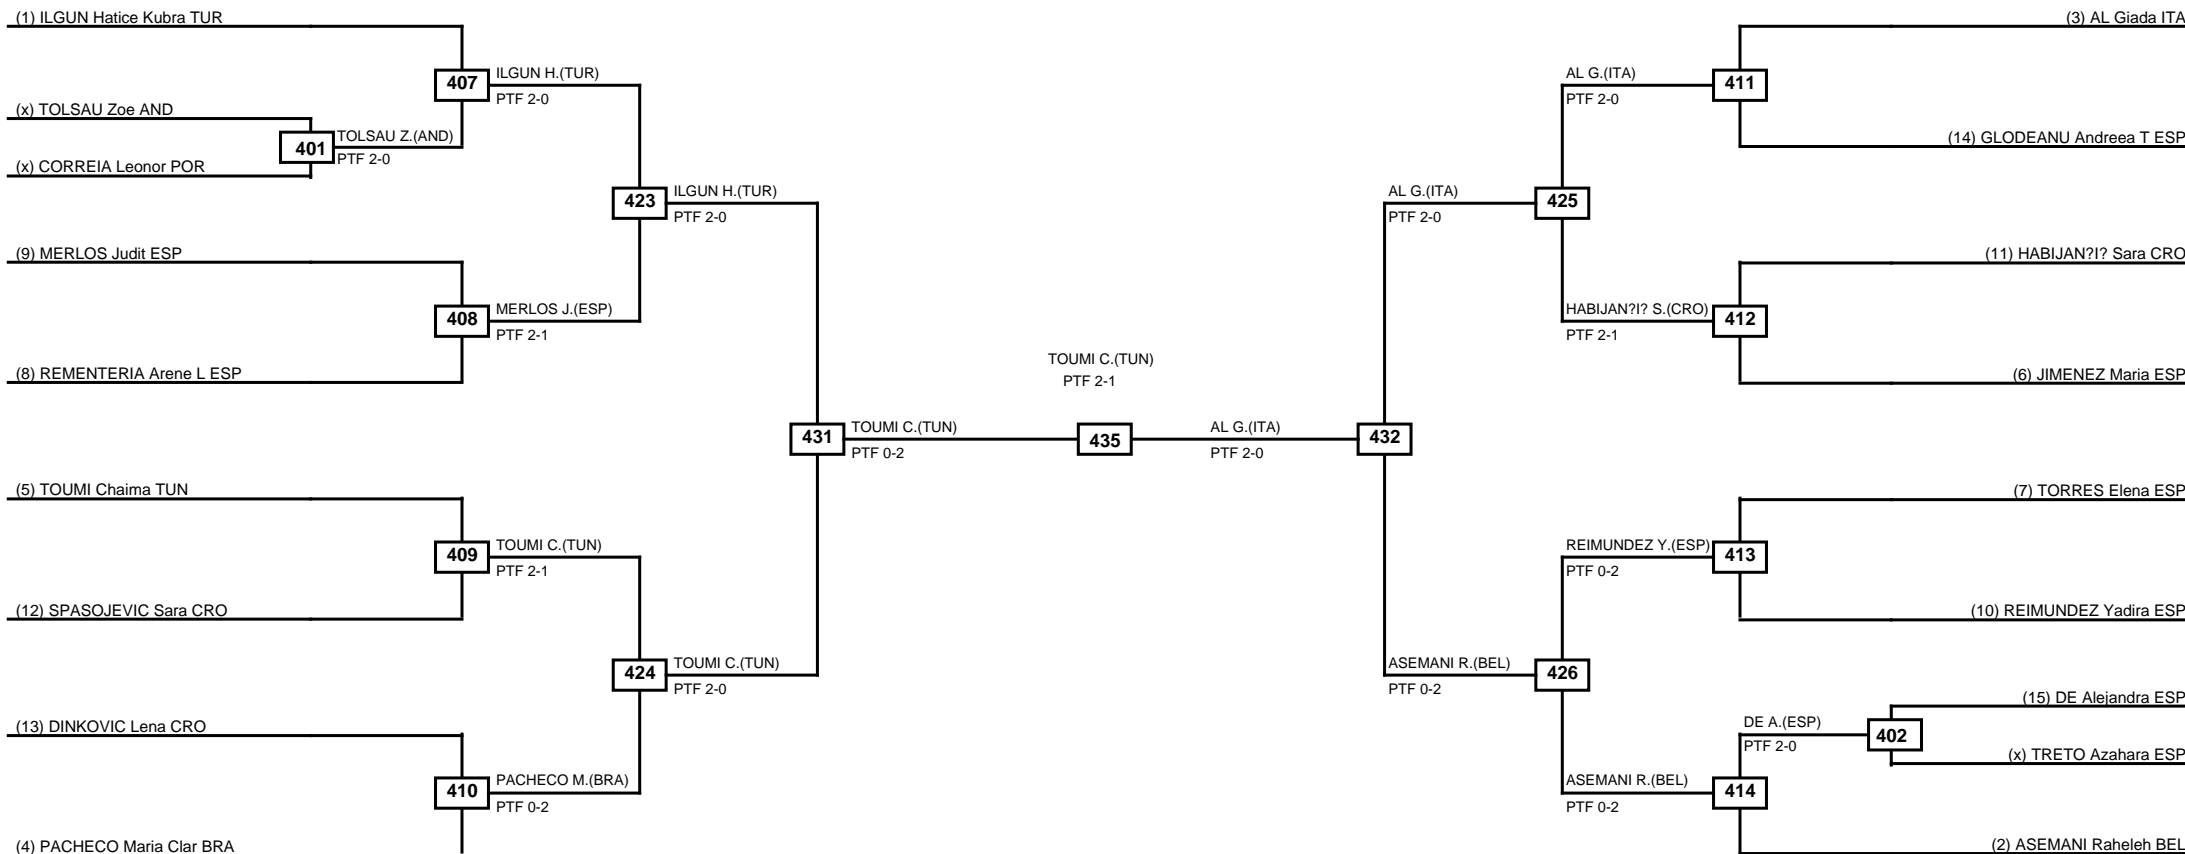 (1) ILGUN Hatice Kubra TUR
(x) TOLSAU Zoe AND
(x) CORREIA Leonor POR
(9) MERLOS Judit ESP
(8) REMENTERIA Arene L ESP
(5) TOUMI Chaima TUN
(12) SPASOJEVIC Sara CRO
(13) DINKOVIC Lena CRO
(4) PACHECO Maria Clar BRA
401
TOLSAU Z.(AND)
PTF 2-0
407
ILGUN H.(TUR)
PTF 2-0
408
MERLOS J.(ESP)
PTF 2-1
409
TOUMI C.(TUN)
PTF 2-1
410
PACHECO M.(BRA)
PTF 0-2
423
ILGUN H.(TUR)
PTF 2-0
424
TOUMI C.(TUN)
PTF 2-0
431
TOUMI C.(TUN)
PTF 0-2
TOUMI C.(TUN)
PTF 2-1
435
AL G.(ITA)
PTF 2-0
432
AL G.(ITA)
PTF 2-0
425
ASEMANI R.(BEL)
PTF 0-2
426
AL G.(ITA)
PTF 2-0
411
HABIJAN?I? S.(CRO)
PTF 2-1
412
REIMUNDEZ Y.(ESP)
PTF 0-2
413
ASEMANI R.(BEL)
PTF 0-2
414
DE A.(ESP)
PTF 2-0
402
(3) AL Giada ITA
(14) GLODEANU Andreea T ESP
(11) HABIJAN?I? Sara CRO
(6) JIMENEZ Maria ESP
(7) TORRES Elena ESP
(10) REIMUNDEZ Yadira ESP
(15) DE Alejandra ESP
(x) TRETO Azahara ESP
(2) ASEMANI Raheleh BEL